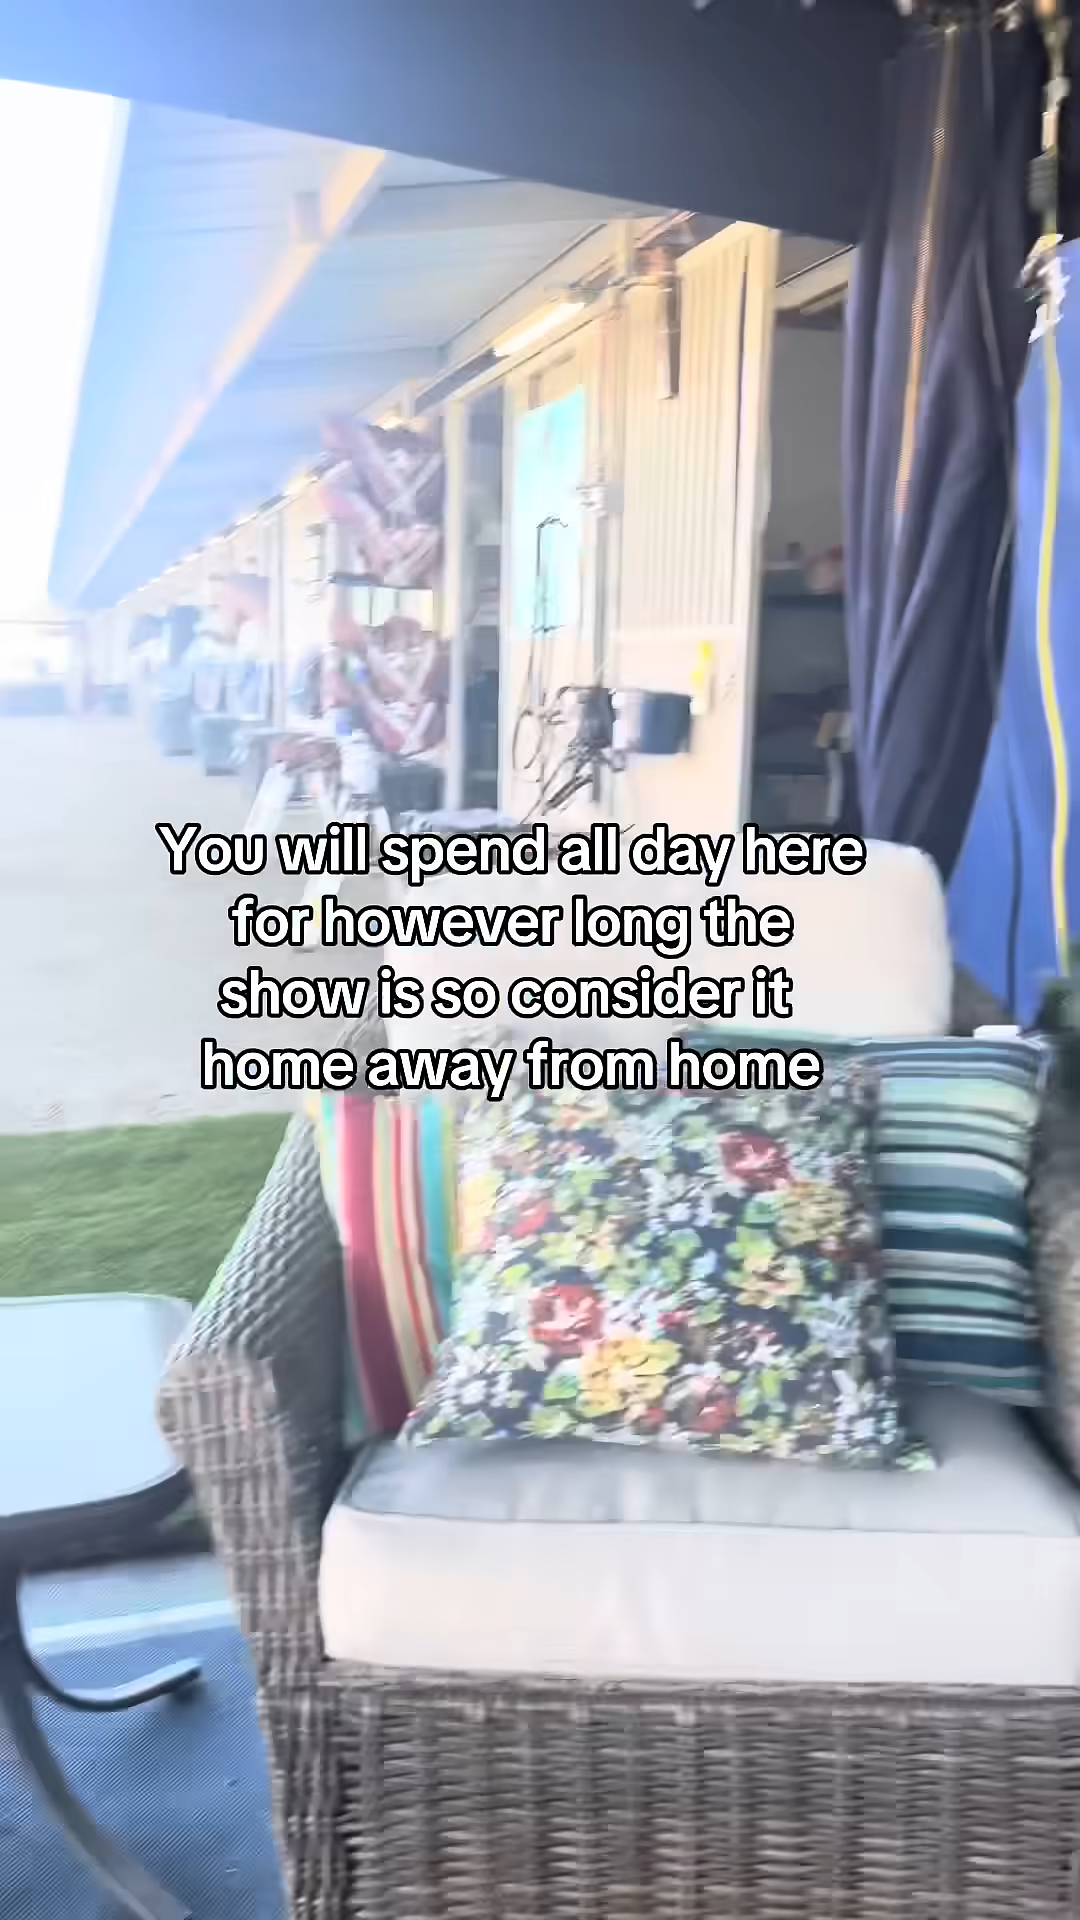 You will spend all day here
for however long the
show is so consider it
home away from home